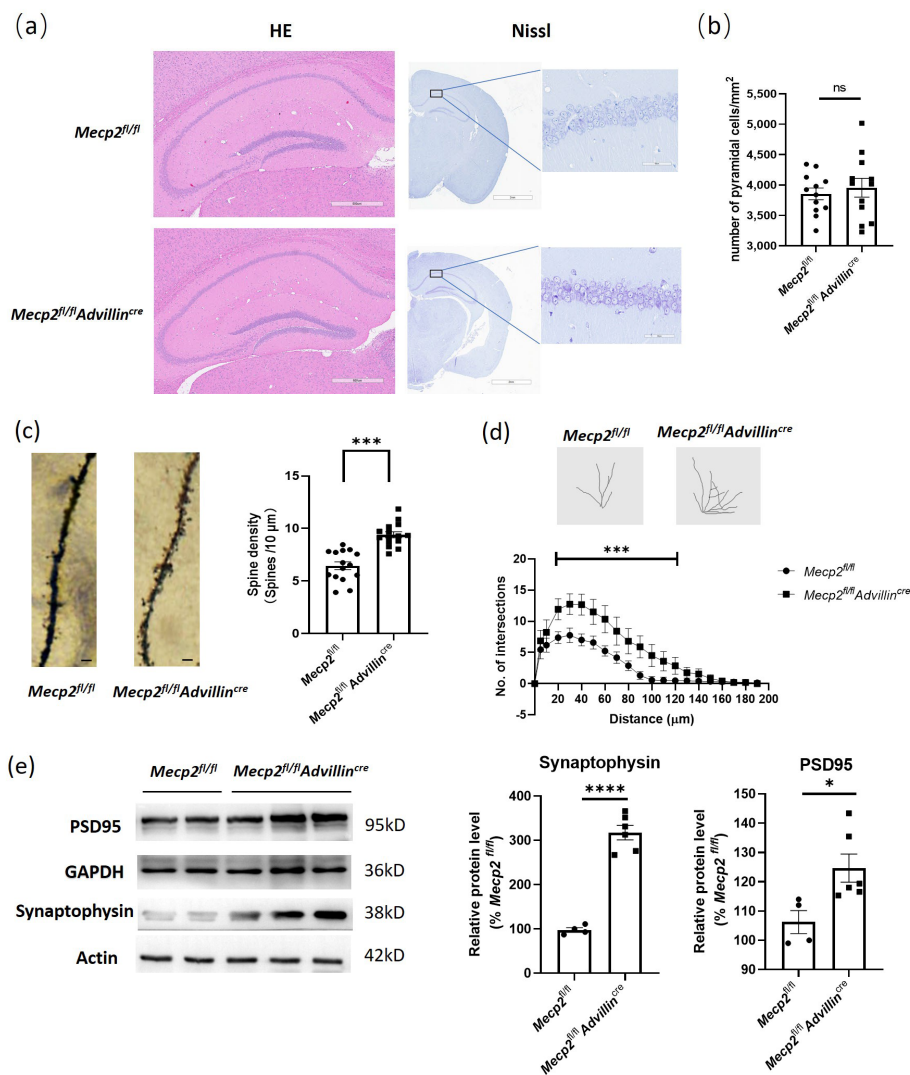 (a)
HE
Nissl
Mecp2fl/fl
Mecp2fl/flAdvillincre
(b)
number of pyramidal cells/mm2
5,500
5,000
4,500
4,000
3,500
3,000
ns
Mecp2fl/fl
Mecp2fl/fl Advillincre
(c)
Mecp2fl/fl
Mecp2fl/flAdvillincre
Spine density
(Spines /10 μm)
15
10
5
0
***
Mecp2fl/fl
Mecp2fl/fl Advillincre
(d)
Mecp2fl/fl
Mecp2fl/flAdvillincre
No. of intersections
20
15
10
5
0
-5
***
20 40 60 80 100 120 140 160 180 200
Distance (μm)
Mecp2fl/fl
Mecp2fl/flAdvillincre
(e)
Mecp2fl/fl
Mecp2fl/flAdvillincre
PSD95
95kD
GAPDH
36kD
Synaptophysin
38kD
Actin
42kD
Synaptophysin
Relative protein level
(% Mecp2 fl/fl)
400
300
200
100
0
****
Mecp2fl/fl
Mecp2fl/fl Advillincre
PSD95
Relative protein level
(% Mecp2 fl/fl)
150
140
130
120
110
100
90
*
Mecp2fl/fl
Mecp2fl/fl Advillincre